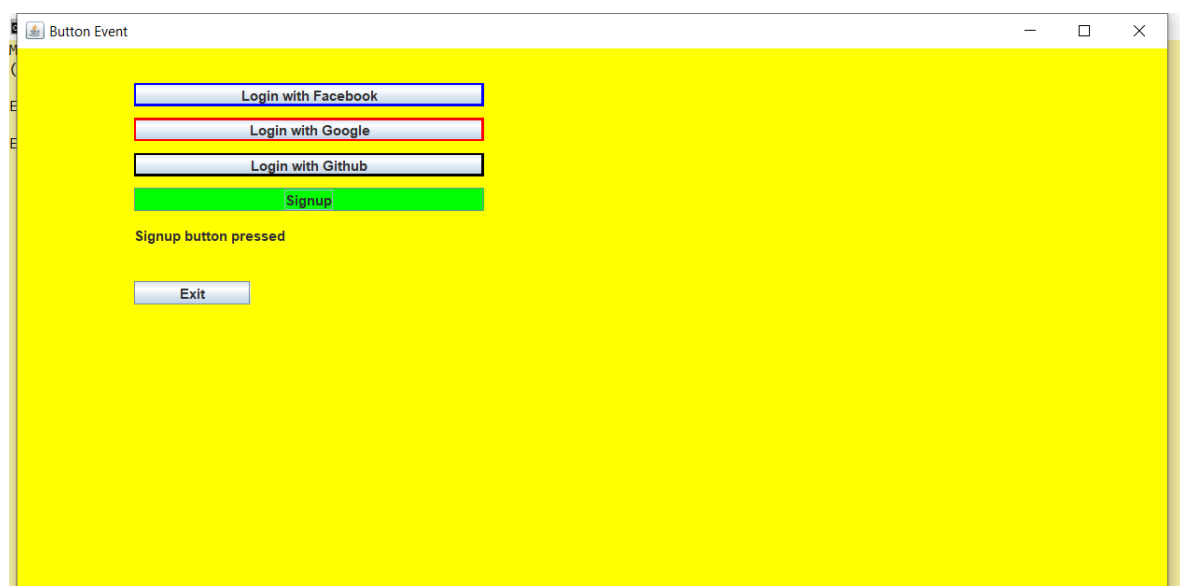 Button Event
Login with Facebook
Login with Google
Login with Github
Signup
Signup button pressed
Exit